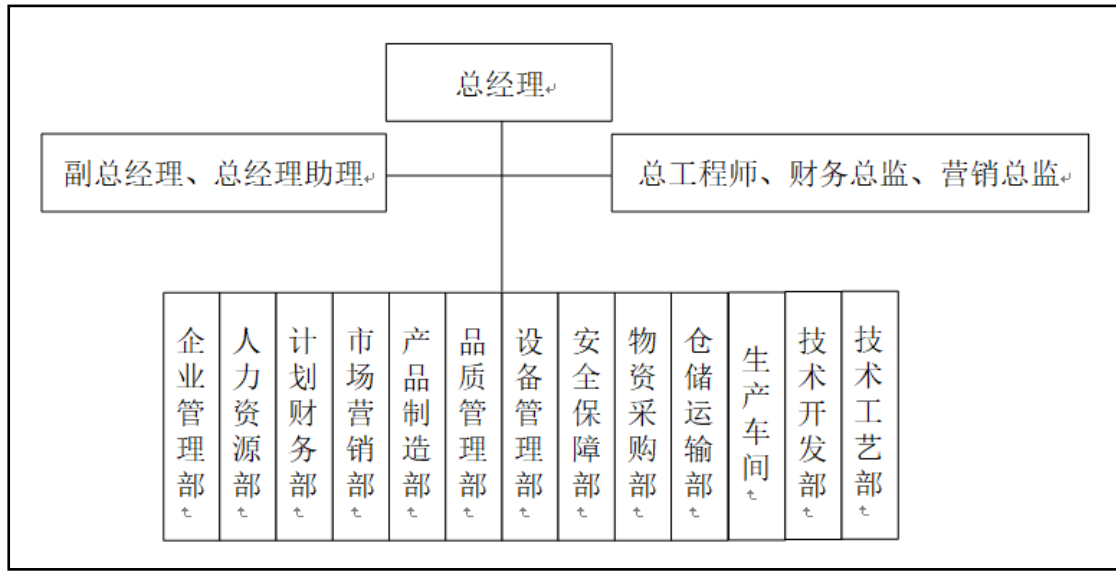 总经理
副总经理、总经理助理
总工程师、财务总监、营销总监
企业管理部
人力资源部
计划财务部
市场营销部
产品制造部
品质管理部
设备管理部
安全保障部
物资采购部
仓储运输部
生产车间
技术开发部
技术工艺部